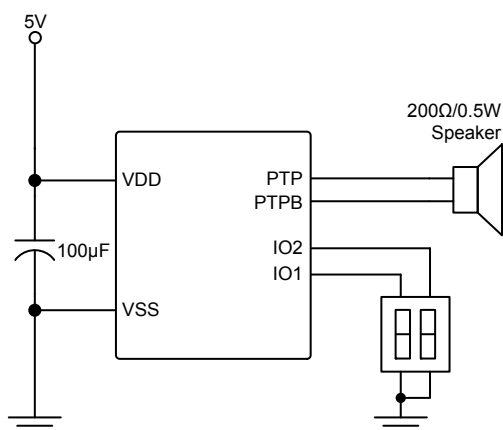 5V
200Ω/0.5W
Speaker
VDD
PTP
PTPB
100µF
IO2
IO1
VSS